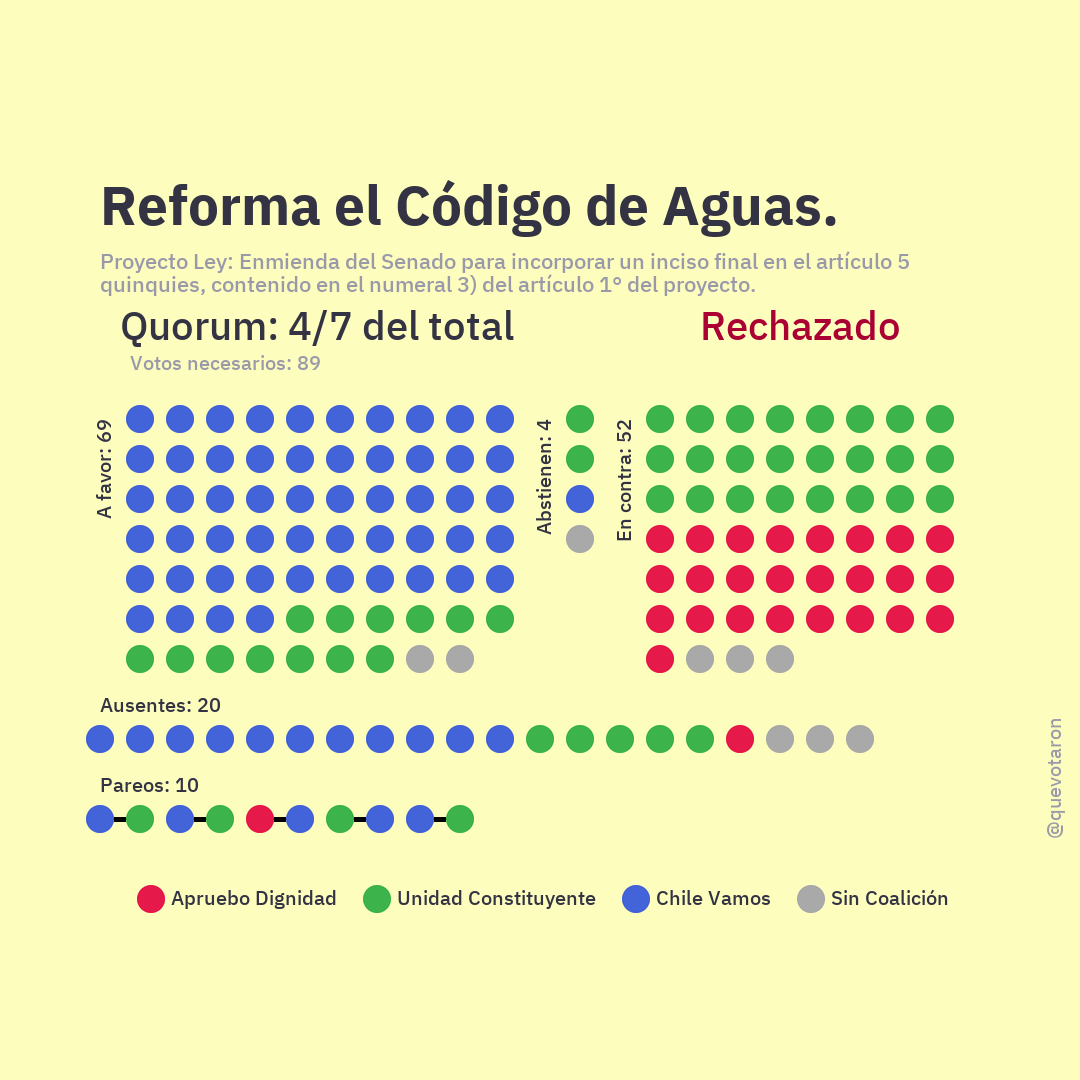 Reforma el Código de Aguas.
Proyecto Ley: Enmienda del Senado para incorporar un inciso final en el artículo 5
quinquies, contenido en el numeral 3) del artículo 1° del proyecto.
Quorum: 4/7 del total
Rechazado
Votos necesarios: 89
A favor: 69
Abstienen: 4
En contra: 52
Ausentes: 20
Pareos: 10
@quevotaron
Apruebo Dignidad
Unidad Constituyente
Chile Vamos
Sin Coalición